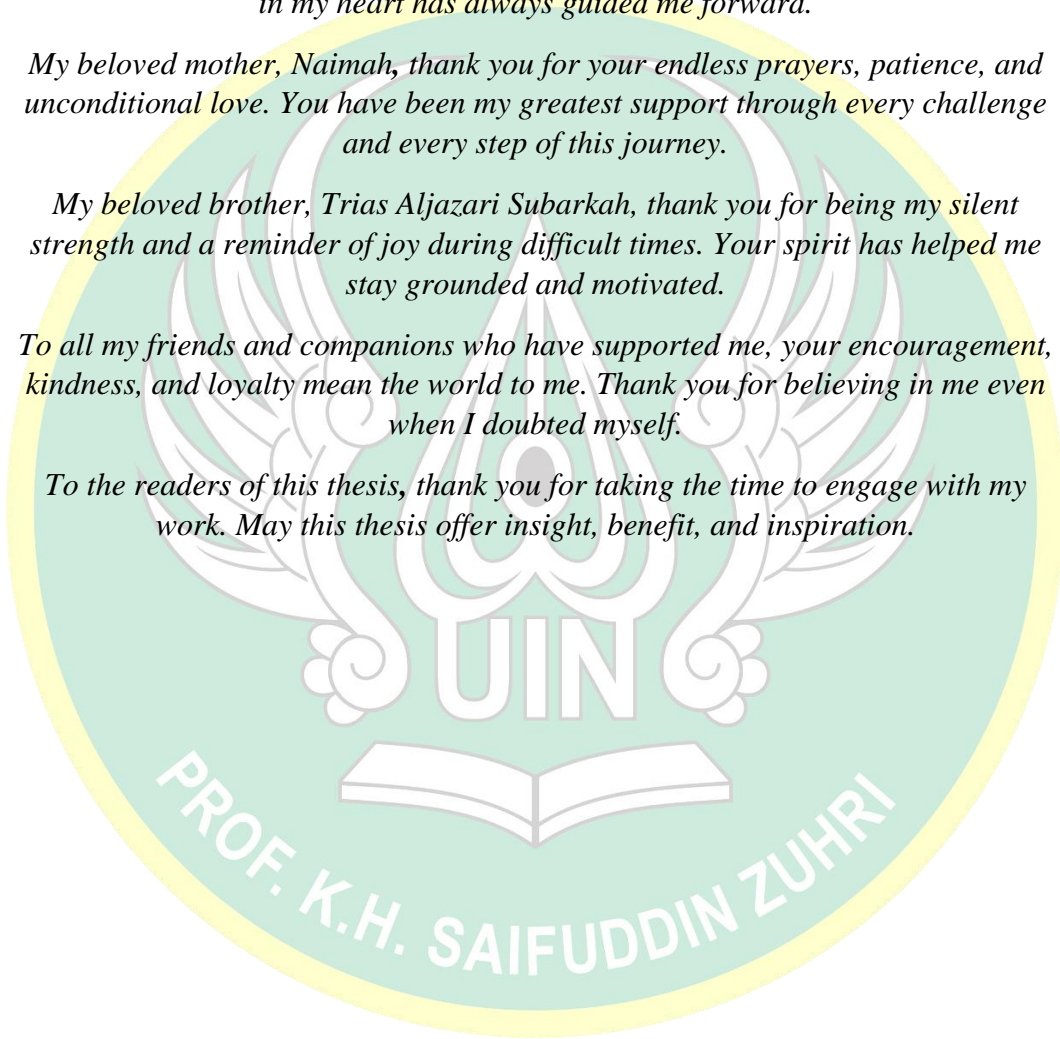 in my heart has always guided me forward.
My beloved mother, Naimah, thank you for your endless prayers, patience, and
unconditional love. You have been my greatest support through every challenge
and every step of this journey.
My beloved brother, Trias Aljazari Subarkah, thank you for being my silent
strength and a reminder of joy during difficult times. Your spirit has helped me
stay grounded and motivated.
To all my friends and companions who have supported me, your encouragement,
kindness, and loyalty mean the world to me. Thank you for believing in me even
when I doubted myself.
To the readers of this thesis, thank you for taking the time to engage with my
work. May this thesis offer insight, benefit, and inspiration.
UIN
PROF. K.H. SAIFUDDIN ZUHRI